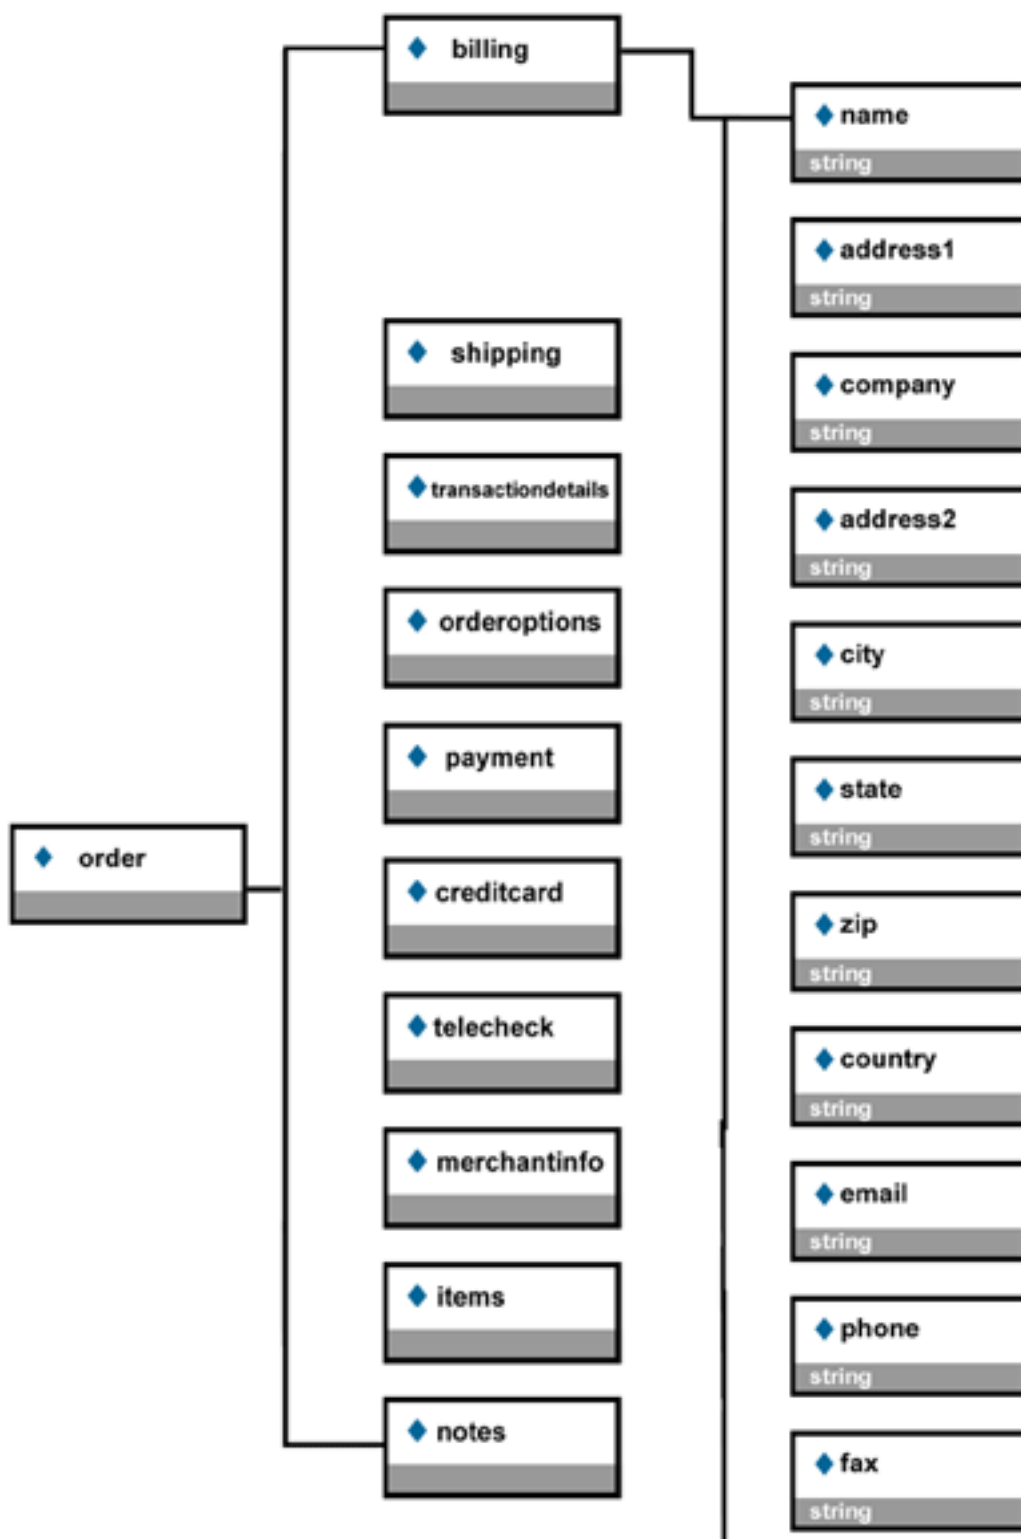 billing
name
string
address1
string
shipping
company
string
transactiondetails
address2
string
orderoptions
city
string
payment
state
string
order
creditcard
zip
string
telecheck
country
string
merchantinfo
email
string
items
phone
string
notes
fax
string